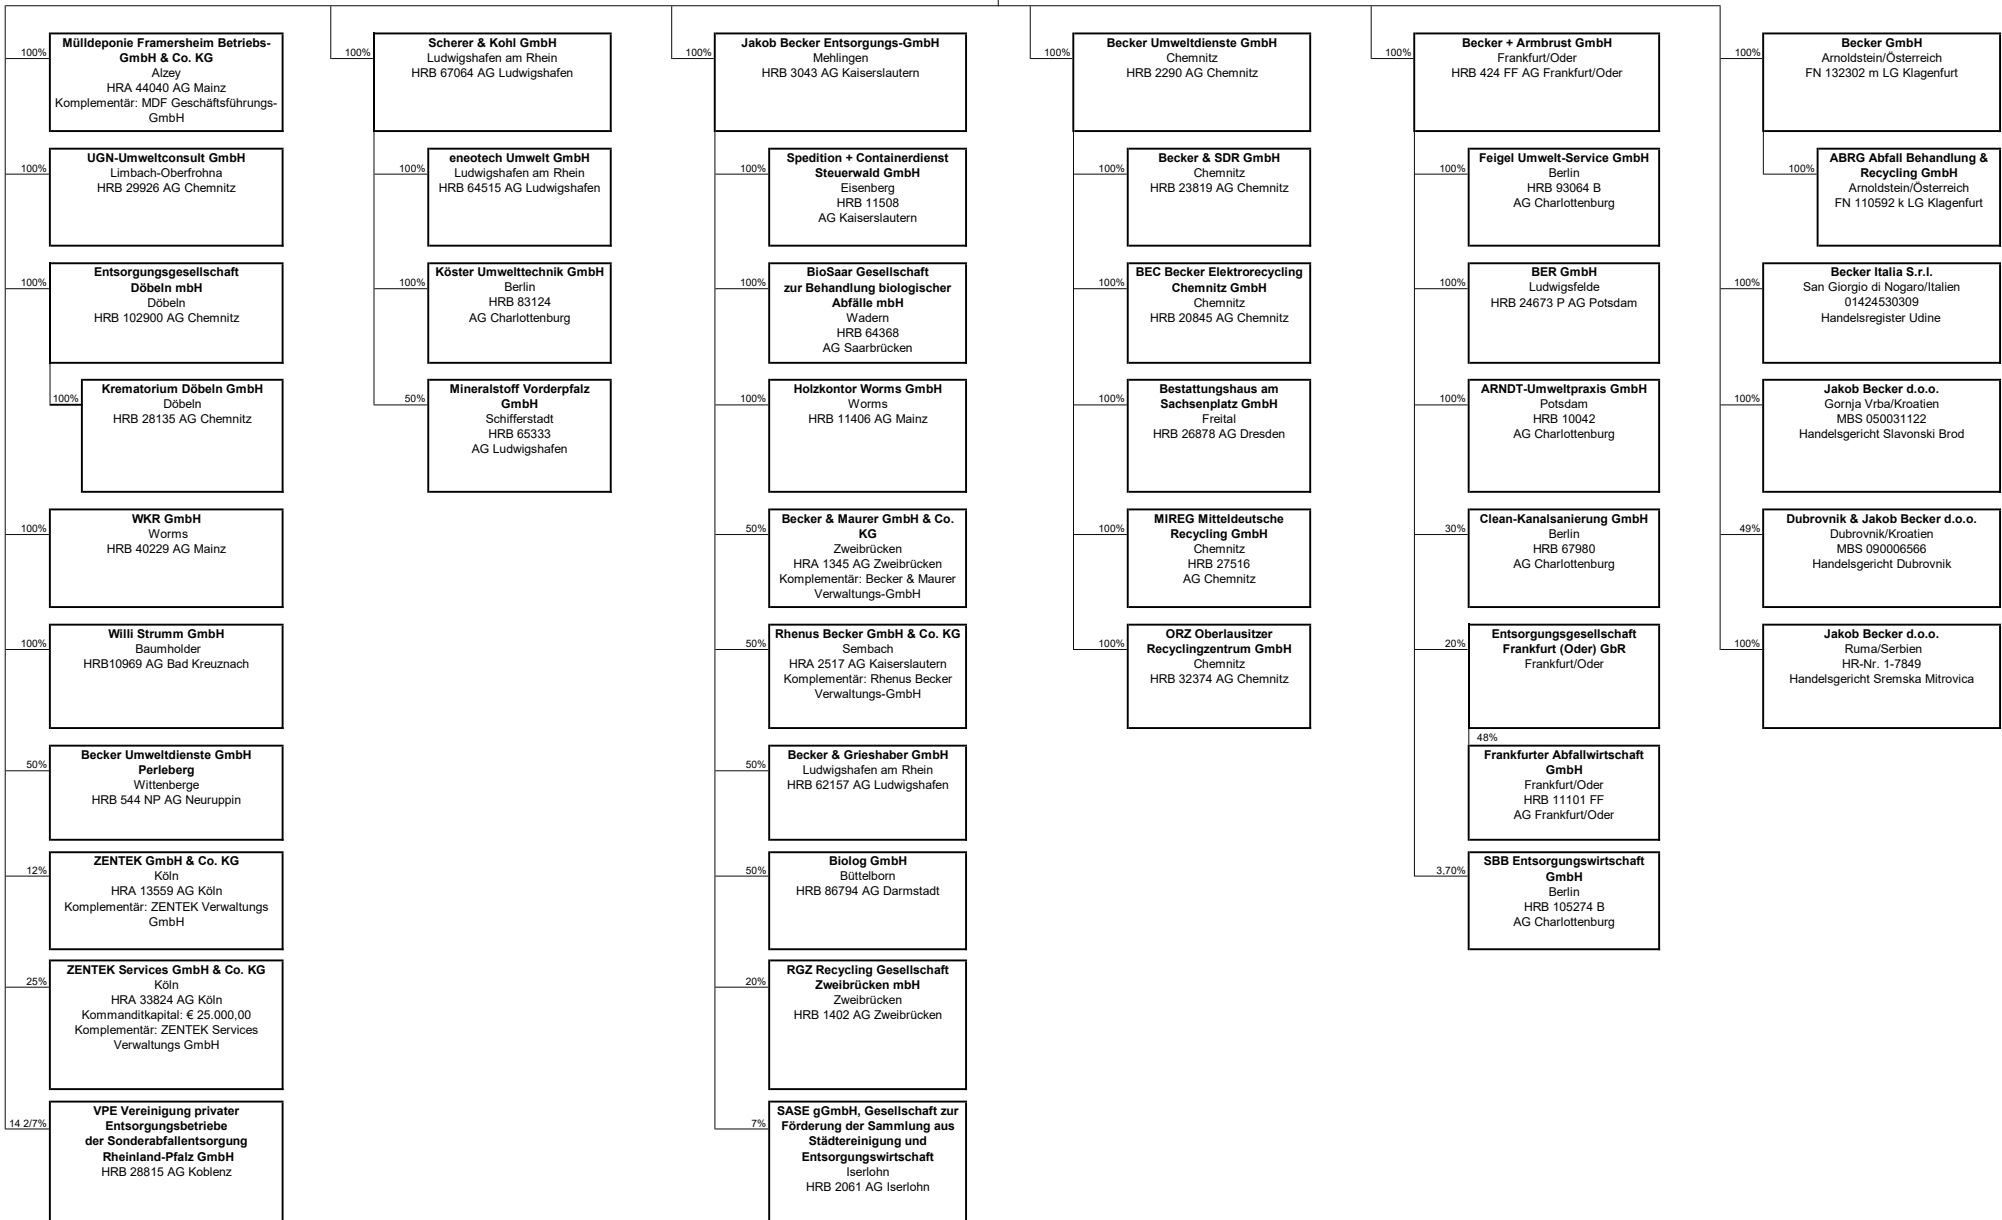 100%
Mülldeponie Framersheim Betriebs-
GmbH & Co. KG
Alzey
HRA 44040 AG Mainz
Komplementär: MDF Geschäftsführungs-
GmbH
100%
UGN-Umweltconsult GmbH
Limbach-Oberfrohna
HRB 29926 AG Chemnitz
100%
Entsorgungsgesellschaft
Döbeln mbH
Döbeln
HRB 102900 AG Chemnitz
100%
Krematorium Döbeln GmbH
Döbeln
HRB 28135 AG Chemnitz
100%
WKR GmbH
Worms
HRB 40229 AG Mainz
100%
Willi Strumm GmbH
Baumholder
HRB10969 AG Bad Kreuznach
50%
Becker Umweltdienste GmbH
Perleberg
Wittenberge
HRB 544 NP AG Neuruppin
12%
ZENTEK GmbH & Co. KG
Köln
HRA 13559 AG Köln
Komplementär: ZENTEK Verwaltungs
GmbH
25%
ZENTEK Services GmbH & Co. KG
Köln
HRA 33824 AG Köln
Kommanditkapital: € 25.000,00
Komplementär: ZENTEK Services
Verwaltungs GmbH
14 2/7%
VPE Vereinigung privater
Entsorgungsbetriebe
der Sonderabfallentsorgung
Rheinland-Pfalz GmbH
HRB 28815 AG Koblenz
100%
Scherer & Kohl GmbH
Ludwigshafen am Rhein
HRB 67064 AG Ludwigshafen
100%
eneotech Umwelt GmbH
Ludwigshafen am Rhein
HRB 64515 AG Ludwigshafen
100%
Köster Umwelttechnik GmbH
Berlin
HRB 83124
AG Charlottenburg
50%
Mineralstoff Vorderpfalz
GmbH
Schifferstadt
HRB 65333
AG Ludwigshafen
100%
Jakob Becker Entsorgungs-GmbH
Mehlingen
HRB 3043 AG Kaiserslautern
100%
Spedition + Containerdienst
Steuerwald GmbH
Eisenberg
HRB 11508
AG Kaiserslautern
100%
BioSaar Gesellschaft
zur Behandlung biologischer
Abfälle mbH
Wadern
HRB 64368
AG Saarbrücken
100%
Holzkontor Worms GmbH
Worms
HRB 11406 AG Mainz
50%
Becker & Maurer GmbH & Co.
KG
Zweibrücken
HRA 1345 AG Zweibrücken
Komplementär: Becker & Maurer
Verwaltungs-GmbH
50%
Rhenus Becker GmbH & Co. KG
Sembach
HRA 2517 AG Kaiserslautern
Komplementär: Rhenus Becker
Verwaltungs-GmbH
50%
Becker & Grieshaber GmbH
Ludwigshafen am Rhein
HRB 62157 AG Ludwigshafen
50%
Biolog GmbH
Büttelborn
HRB 86794 AG Darmstadt
20%
RGZ Recycling Gesellschaft
Zweibrücken mbH
Zweibrücken
HRB 1402 AG Zweibrücken
7%
SASE gGmbH, Gesellschaft zur
Förderung der Sammlung aus
Städtereinigung und
Entsorgungswirtschaft
Iserlohn
HRB 2061 AG Iserlohn
100%
Becker Umweltdienste GmbH
Chemnitz
HRB 2290 AG Chemnitz
100%
Becker & SDR GmbH
Chemnitz
HRB 23819 AG Chemnitz
100%
BEC Becker Elektrorecycling
Chemnitz GmbH
Chemnitz
HRB 20845 AG Chemnitz
100%
Bestattungshaus am
Sachsenplatz GmbH
Freital
HRB 26878 AG Dresden
100%
MIREG Mitteldeutsche
Recycling GmbH
Chemnitz
HRB 27516
AG Chemnitz
100%
ORZ Oberlausitzer
Recyclingzentrum GmbH
Chemnitz
HRB 32374 AG Chemnitz
100%
Becker + Armbrust GmbH
Frankfurt/Oder
HRB 424 FF AG Frankfurt/Oder
100%
Feigel Umwelt-Service GmbH
Berlin
HRB 93064 B
AG Charlottenburg
100%
BER GmbH
Ludwigsfelde
HRB 24673 P AG Potsdam
100%
ARNDT-Umweltpraxis GmbH
Potsdam
HRB 10042
AG Charlottenburg
30%
Clean-Kanalsanierung GmbH
Berlin
HRB 67980
AG Charlottenburg
20%
Entsorgungsgesellschaft
Frankfurt (Oder) GbR
Frankfurt/Oder
48%
Frankfurter Abfallwirtschaft
GmbH
Frankfurt/Oder
HRB 11101 FF
AG Frankfurt/Oder
3,70%
SBB Entsorgungswirtschaft
GmbH
Berlin
HRB 105274 B
AG Charlottenburg
100%
Becker GmbH
Arnoldstein/Österreich
FN 132302 m LG Klagenfurt
100%
ABRG Abfall Behandlung &
Recycling GmbH
Arnoldstein/Österreich
FN 110592 k LG Klagenfurt
100%
Becker Italia S.r.l.
San Giorgio di Nogaro/Italien
01424530309
Handelsregister Udine
100%
Jakob Becker d.o.o.
Gornja Vrba/Kroatien
MBS 050031122
Handelsgericht Slavonski Brod
49%
Dubrovnik & Jakob Becker d.o.o.
Dubrovnik/Kroatien
MBS 090006566
Handelsgericht Dubrovnik
100%
Jakob Becker d.o.o.
Ruma/Serbien
HR-Nr. 1-7849
Handelsgericht Sremska Mitrovica